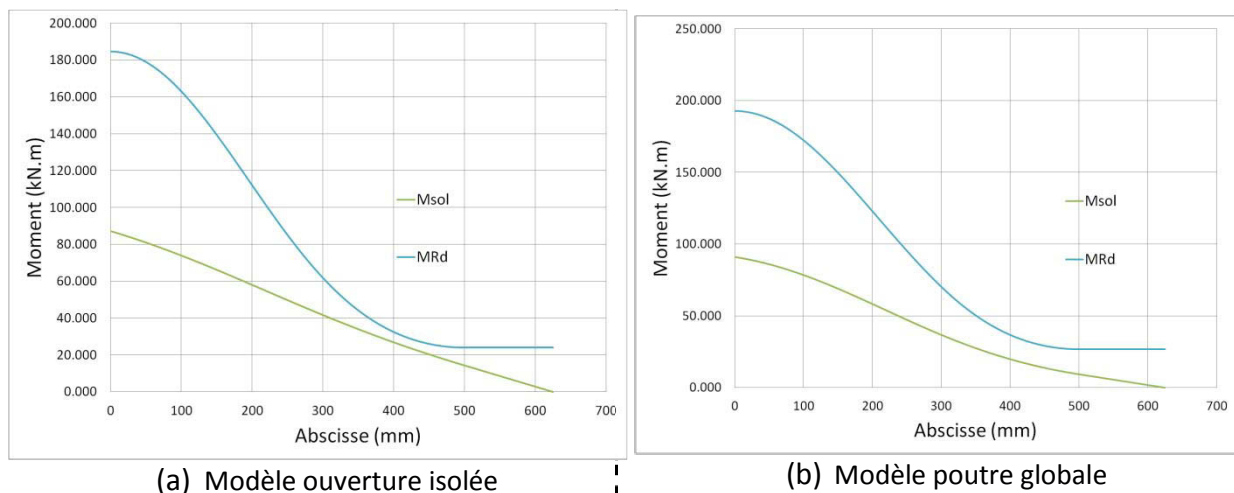 200.000
180.000
160.000
140.000
120.000
100.000
80.000
60.000
40.000
20.000
0.000
Moment (kN.m)
Msol
MRd
0 100 200 300 400 500 600 700
Abscisse (mm)
(a) Modèle ouverture isolée
250.000
200.000
150.000
100.000
50.000
0.000
Moment (kN.m)
Msol
MRd
0 100 200 300 400 500 600 700
Abscisse (mm)
(b) Modèle poutre globale